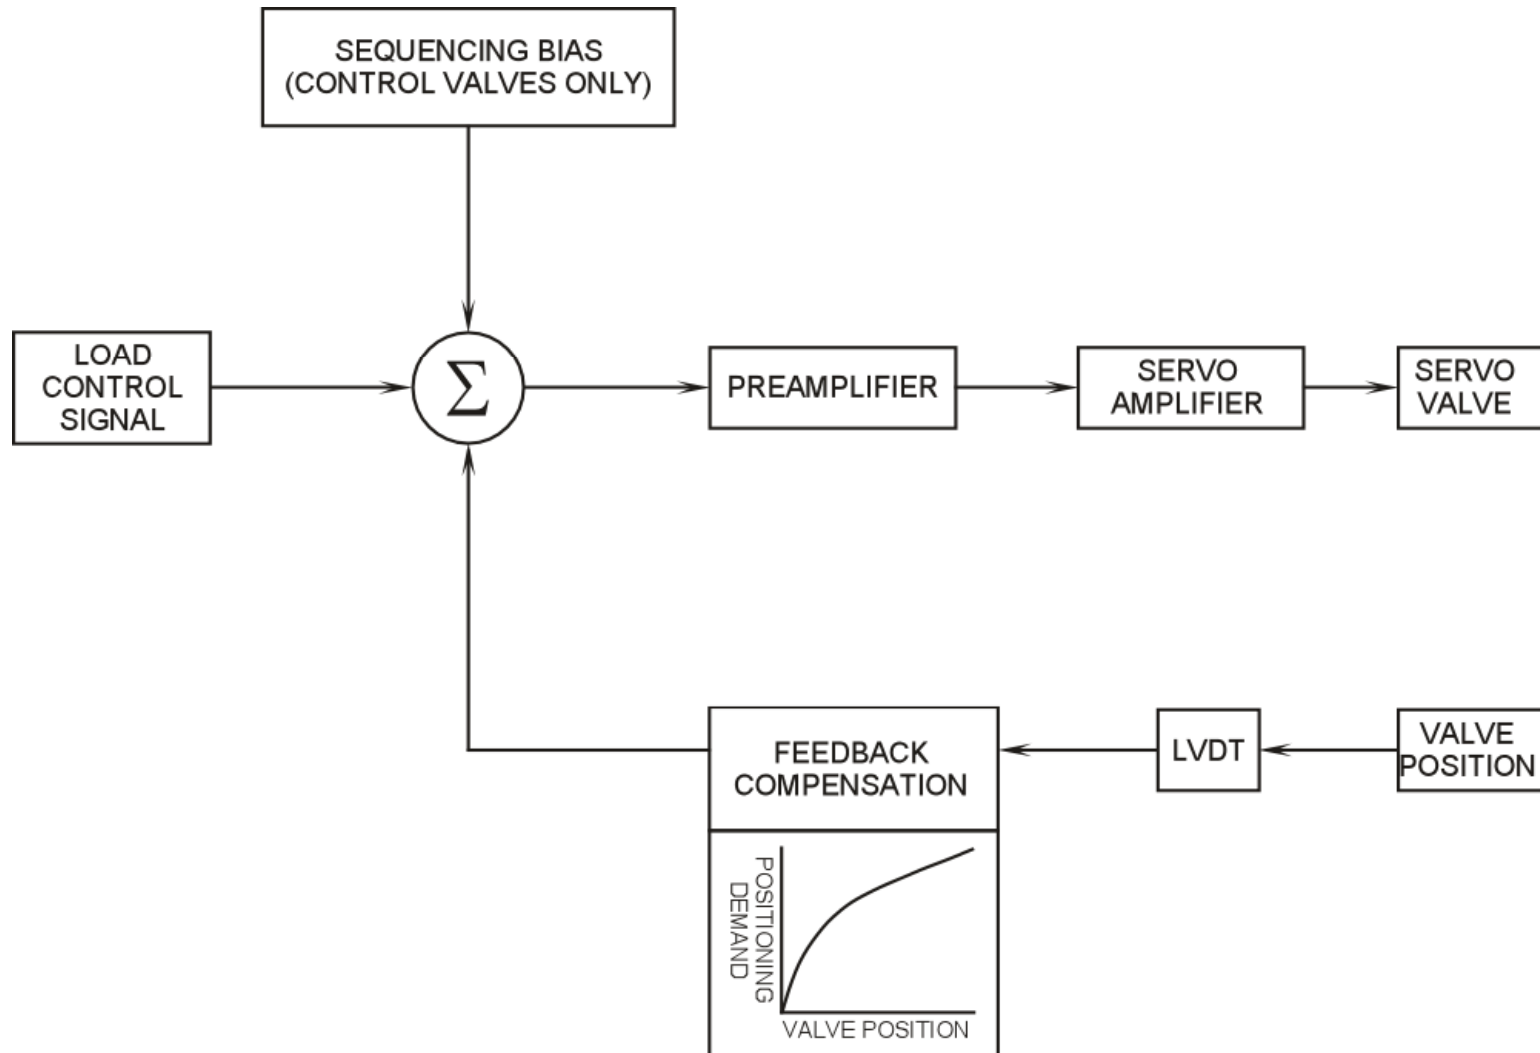 SEQUENCING BIAS
(CONTROL VALVES ONLY)
LOAD
CONTROL
SIGNAL
Σ
PREAMPLIFIER
SERVO
AMPLIFIER
SERVO
VALVE
FEEDBACK
COMPENSATION
LVDT
VALVE
POSITION
POSITIONING
DEMAND
VALVE POSITION